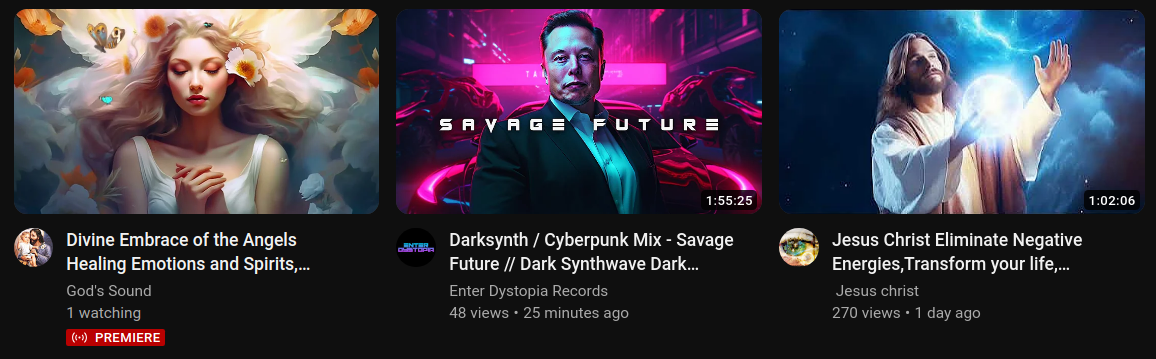 SAVAGE FUTURE
1:55:25
1:02:06
Divine Embrace of the Angels
Healing Emotions and Spirits,...
God's Sound
1 watching
PREMIERE
ENTER
DYSTOPIA
Darksynth / Cyberpunk Mix - Savage
Future // Dark Synthwave Dark...
Enter Dystopia Records
48 views • 25 minutes ago
Jesus Christ Eliminate Negative
Energies,Transform your life,...
Jesus christ
270 views • 1 day ago